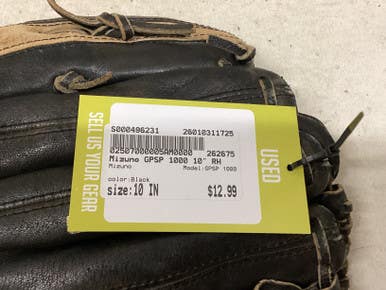 SELL US YOUR GEAR
S000496231 26010311725
02507000005AM0000 262675
Mizuno GPSP 1000 10" RH
Mizuno Model:GPSP 1000
color:Black
size:10 IN $12.99
USED